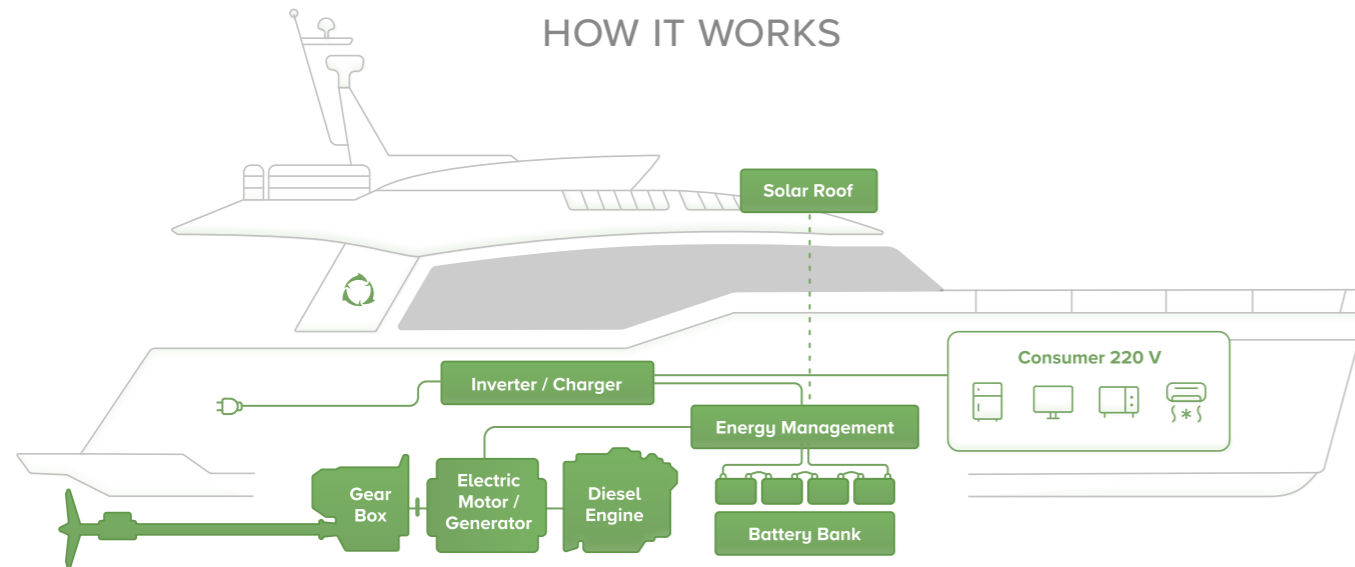 HOW IT WORKS
Solar Roof
Consumer 220 V
Inverter / Charger
Energy Management
Gear
Box
Electric
Motor /
Generator
Diesel
Engine
Battery Bank